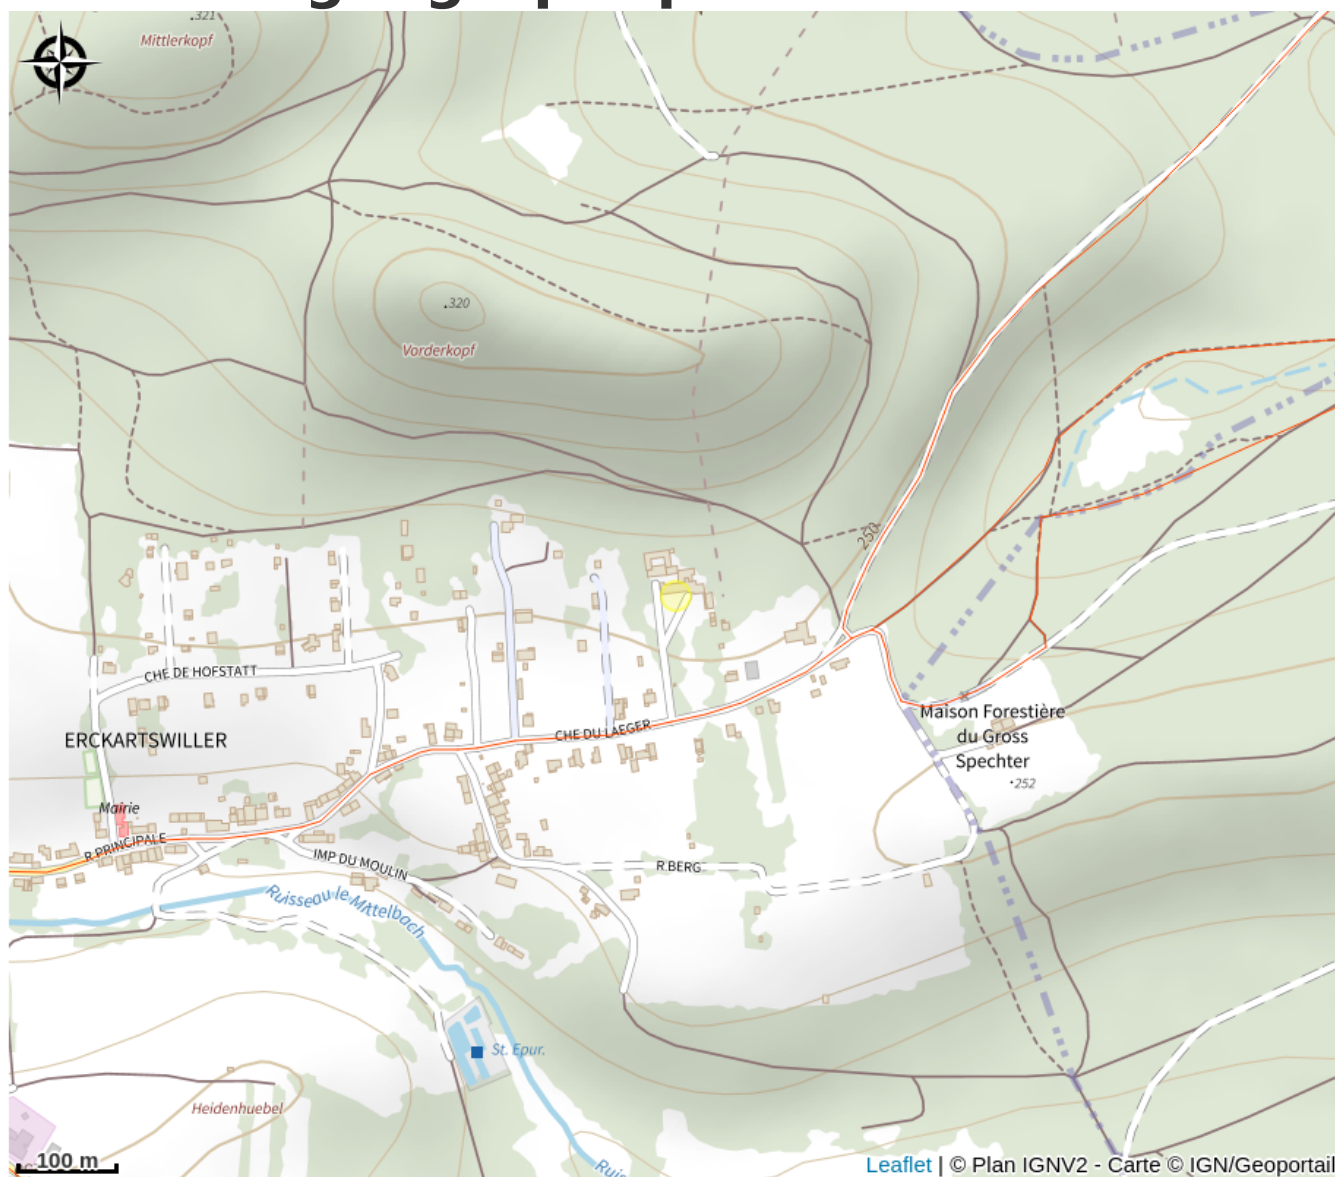 .321
Mittlerkopf
.320
Vorderkopf
250
CHE DE HOFSTATT
ERCKARTSWILLER
CHE DU LAEGER
Maison Forestière
du Gross
Spechter
.252
Mairie
R PRINCIPALE
IMP DU MOULIN
R BERG
Ruisseau le Mittelbach
St. Epur.
Heidenhuebel
100 m
Leaflet | © Plan IGNV2 - Carte © IGN/Geoportail